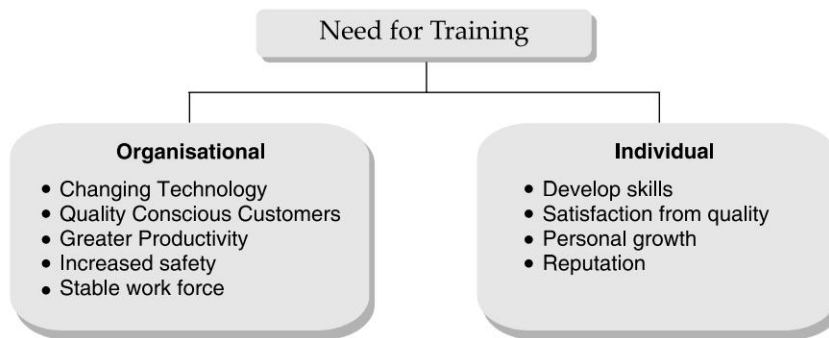 Need for Training
Organisational
• Changing Technology
• Quality Conscious Customers
• Greater Productivity
• Increased safety
• Stable work force
Individual
• Develop skills
• Satisfaction from quality
• Personal growth
• Reputation